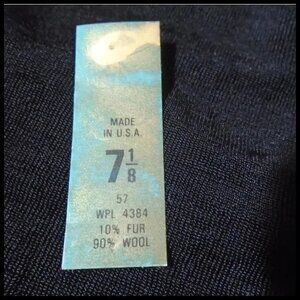 MADE
IN U.S.A.
7 1/8
57
WPL 4384
10% FUR
90% WOOL